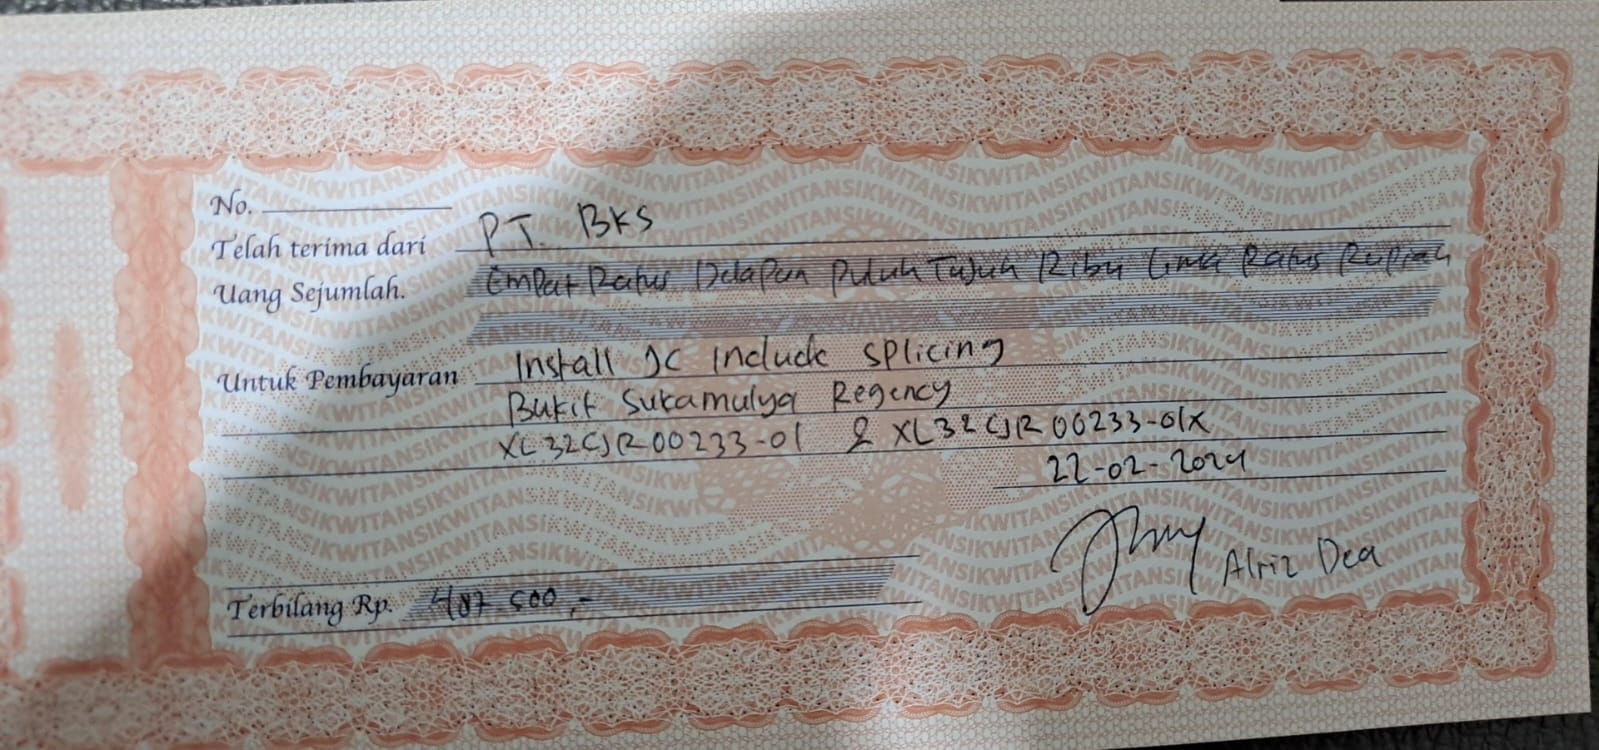 No.
Telah terima dari PT. BKS
Uang Sejumlah. Empat Ratus Delapan Puluh Tujuh Ribu Lima Ratus Rupiah
Untuk Pembayaran Install JC Include Splicing
Bukit Sukamulya Regency
XL32CJR00233-01 & XL32CJR00233-01X
22-02-2024
Terbilang Rp. 487.500,-
Alriz Dea